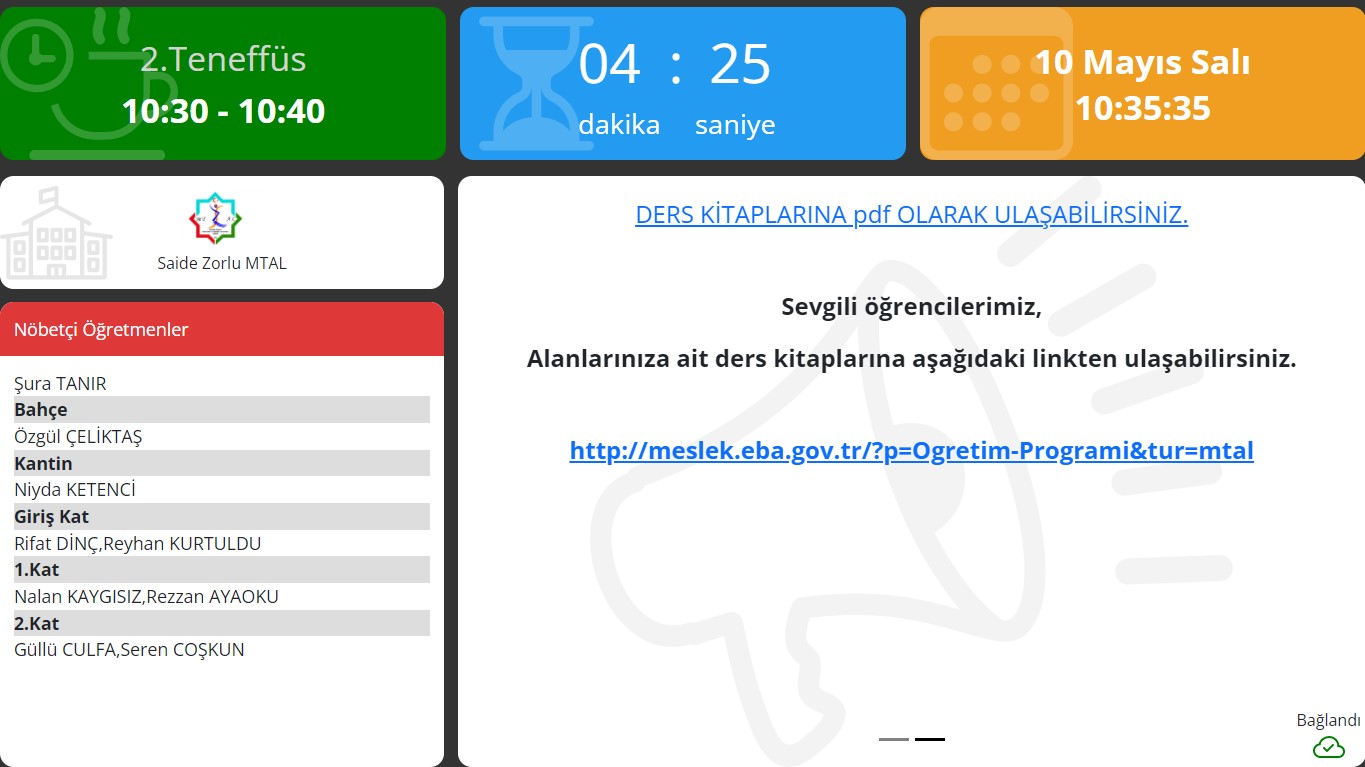 2.Teneffüs
10:30 - 10:40
04 : 25
dakika saniye
10 Mayıs Salı
10:35:35
Saide Zorlu MTAL
Nöbetçi Öğretmenler
Şura TANIR
Bahçe
Özgül ÇELİKTAŞ
Kantin
Niyda KETENCİ
Giriş Kat
Rifat DİNÇ,Reyhan KURTULDU
1.Kat
Nalan KAYGISIZ,Rezzan AYAOKU
2.Kat
Güllü CULFA,Seren COŞKUN
DERS KİTAPLARINA pdf OLARAK ULAŞABİLİRSİNİZ.
Sevgili öğrencilerimiz,
Alanlarınıza ait ders kitaplarına aşağıdaki linkten ulaşabilirsiniz.
http://meslek.eba.gov.tr/?p=Ogretim-Programi&tur=mtal
Bağlandı